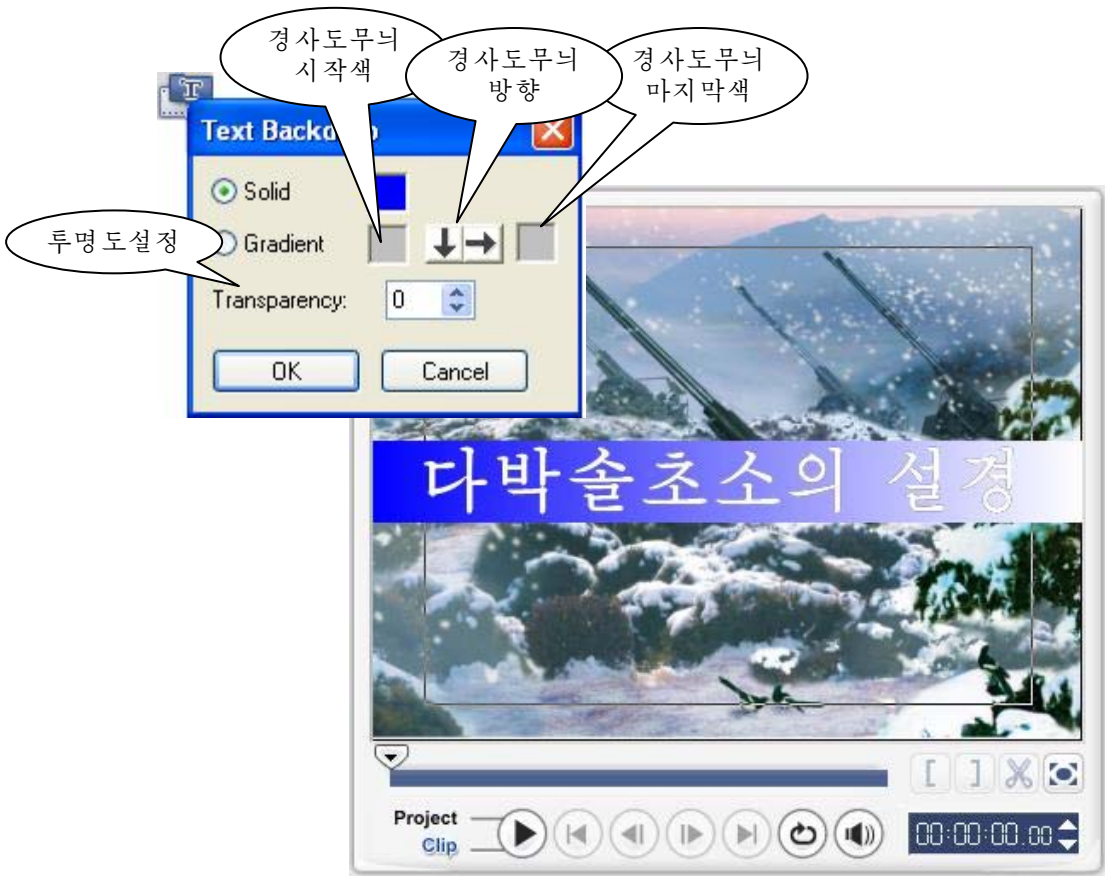 경사도무늬
시작색
경사도무늬
방향
경사도무늬
마지막색
T
Text Backd p
Solid
Gradient
투명도설정
Transparency: 0
OK Cancel
다박솔초소의 설경
[ ]
Project
Clip
00:00:00.00